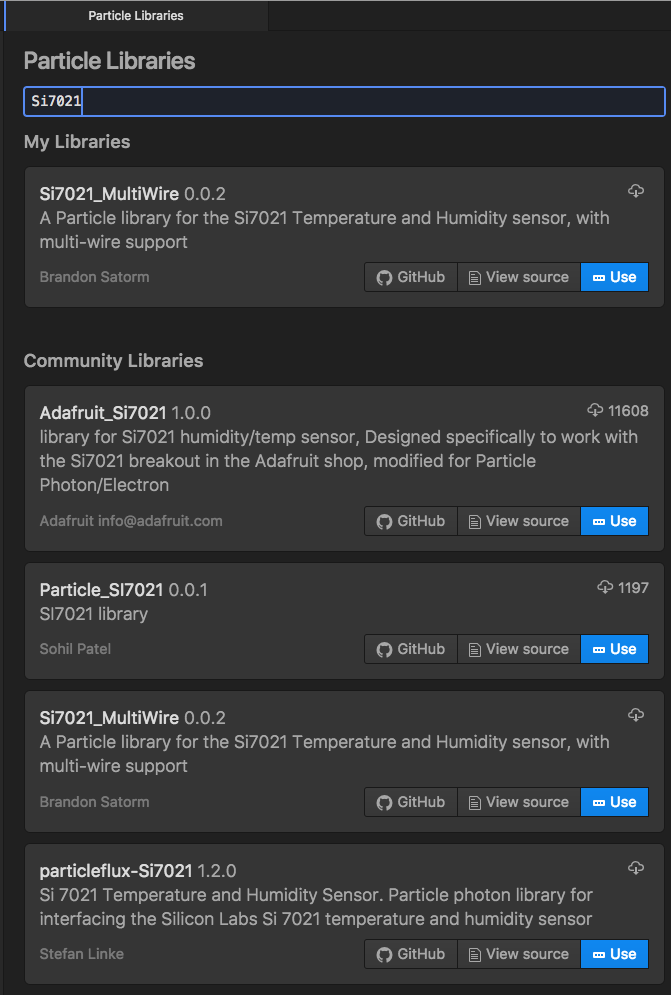 Particle Libraries
Particle Libraries
Si7021
My Libraries
Si7021_MultiWire 0.0.2
A Particle library for the Si7021 Temperature and Humidity sensor, with
multi-wire support
Brandon Satorm
GitHub View source Use
Community Libraries
Adafruit_Si7021 1.0.0 11608
library for Si7021 humidity/temp sensor, Designed specifically to work with
the Si7021 breakout in the Adafruit shop, modified for Particle
Photon/Electron
Adafruit info@adafruit.com GitHub View source Use
Particle_SI7021 0.0.1 1197
SI7021 library
Sohil Patel GitHub View source Use
Si7021_MultiWire 0.0.2
A Particle library for the Si7021 Temperature and Humidity sensor, with
multi-wire support
Brandon Satorm GitHub View source Use
particleflux-Si7021 1.2.0
Si 7021 Temperature and Humidity Sensor. Particle photon library for
interfacing the Silicon Labs Si 7021 temperature and humidity sensor
Stefan Linke GitHub View source Use